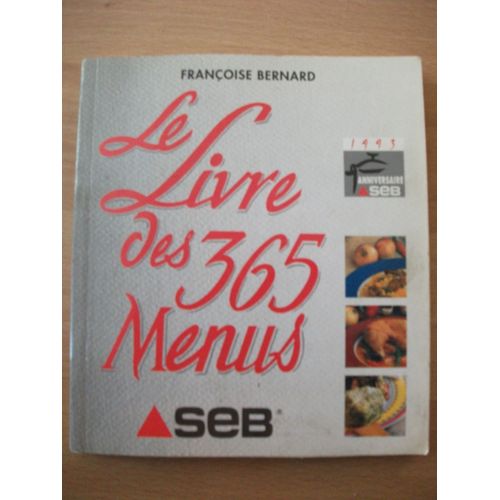 FRANÇOISE BERNARD
Le
Livre
des 365
Menus
1993
ANNIVERSAIRE
SEB
SEB®